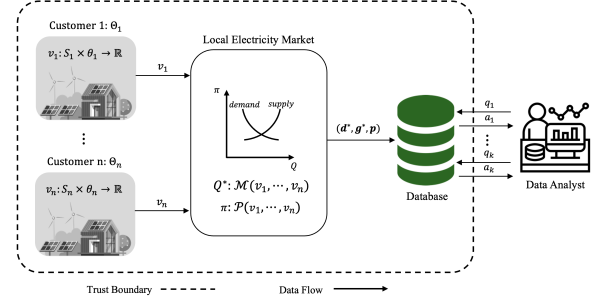 Customer 1: Θ₁
v₁: S₁ × θ₁ → ℝ
v₁
⋮
Customer n: Θₙ
vₙ: Sₙ × θₙ → ℝ
vₙ
Local Electricity Market
π
demand supply
Q
Q*: ℳ(v₁, ⋯, vₙ)
π: 𝒫(v₁, ⋯, vₙ)
(d*, g*, p)
Database
q₁
a₁
⋮
qₖ
aₖ
Data Analyst
Trust Boundary
Data Flow